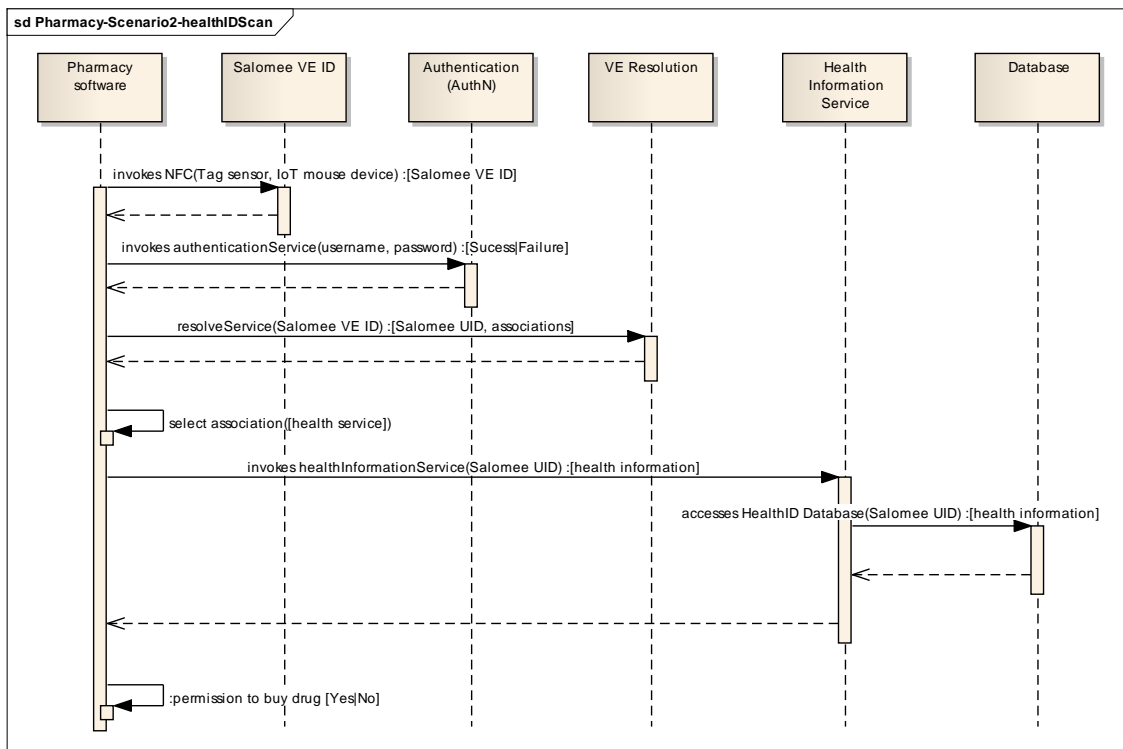 sd Pharmacy-Scenario2-healthIDScan
Pharmacy
software
Salomee VE ID
Authentication
(AuthN)
VE Resolution
Health
Information
Service
Database
invokes NFC(Tag sensor, IoT mouse device) :[Salomee VE ID]
invokes authenticationService(username, password) :[Sucess|Failure]
resolveService(Salomee VE ID) :[Salomee UID, associations]
select association([health service])
invokes healthInformationService(Salomee UID) :[health information]
accesses HealthID Database(Salomee UID) :[health information]
:permission to buy drug [Yes|No]